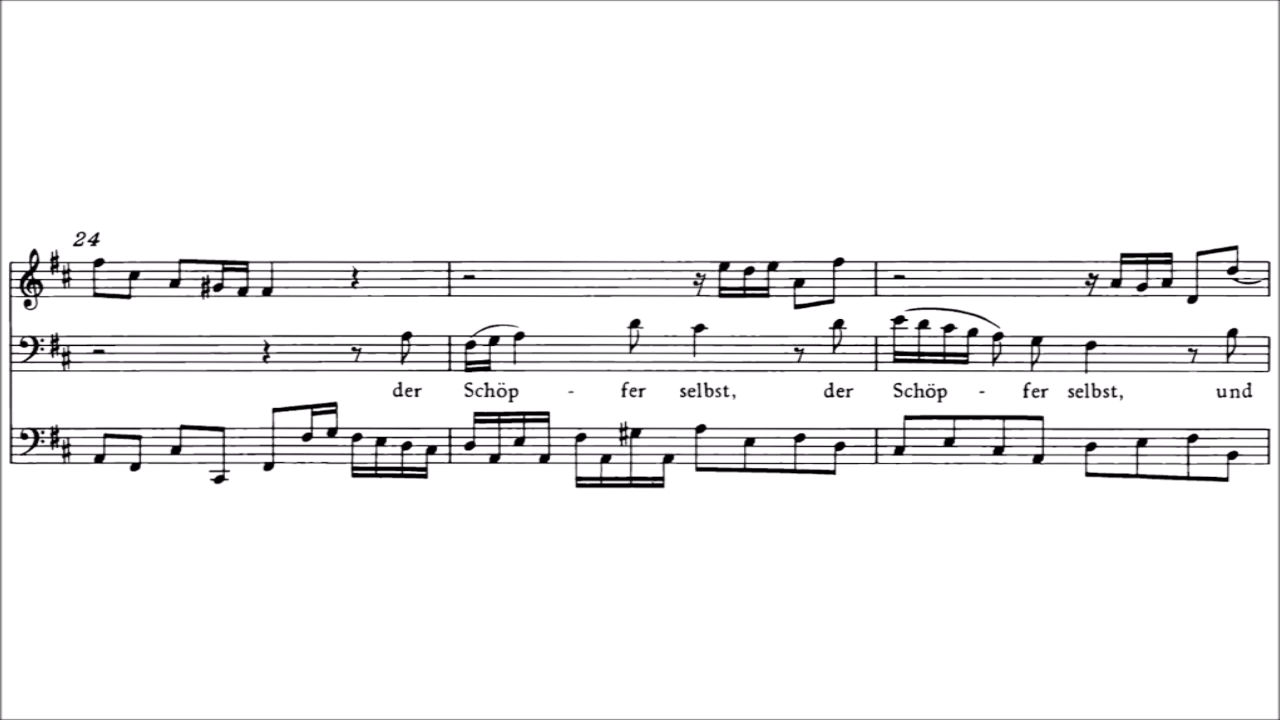 24
der Schöp - fer selbst, der Schöp - fer selbst, und